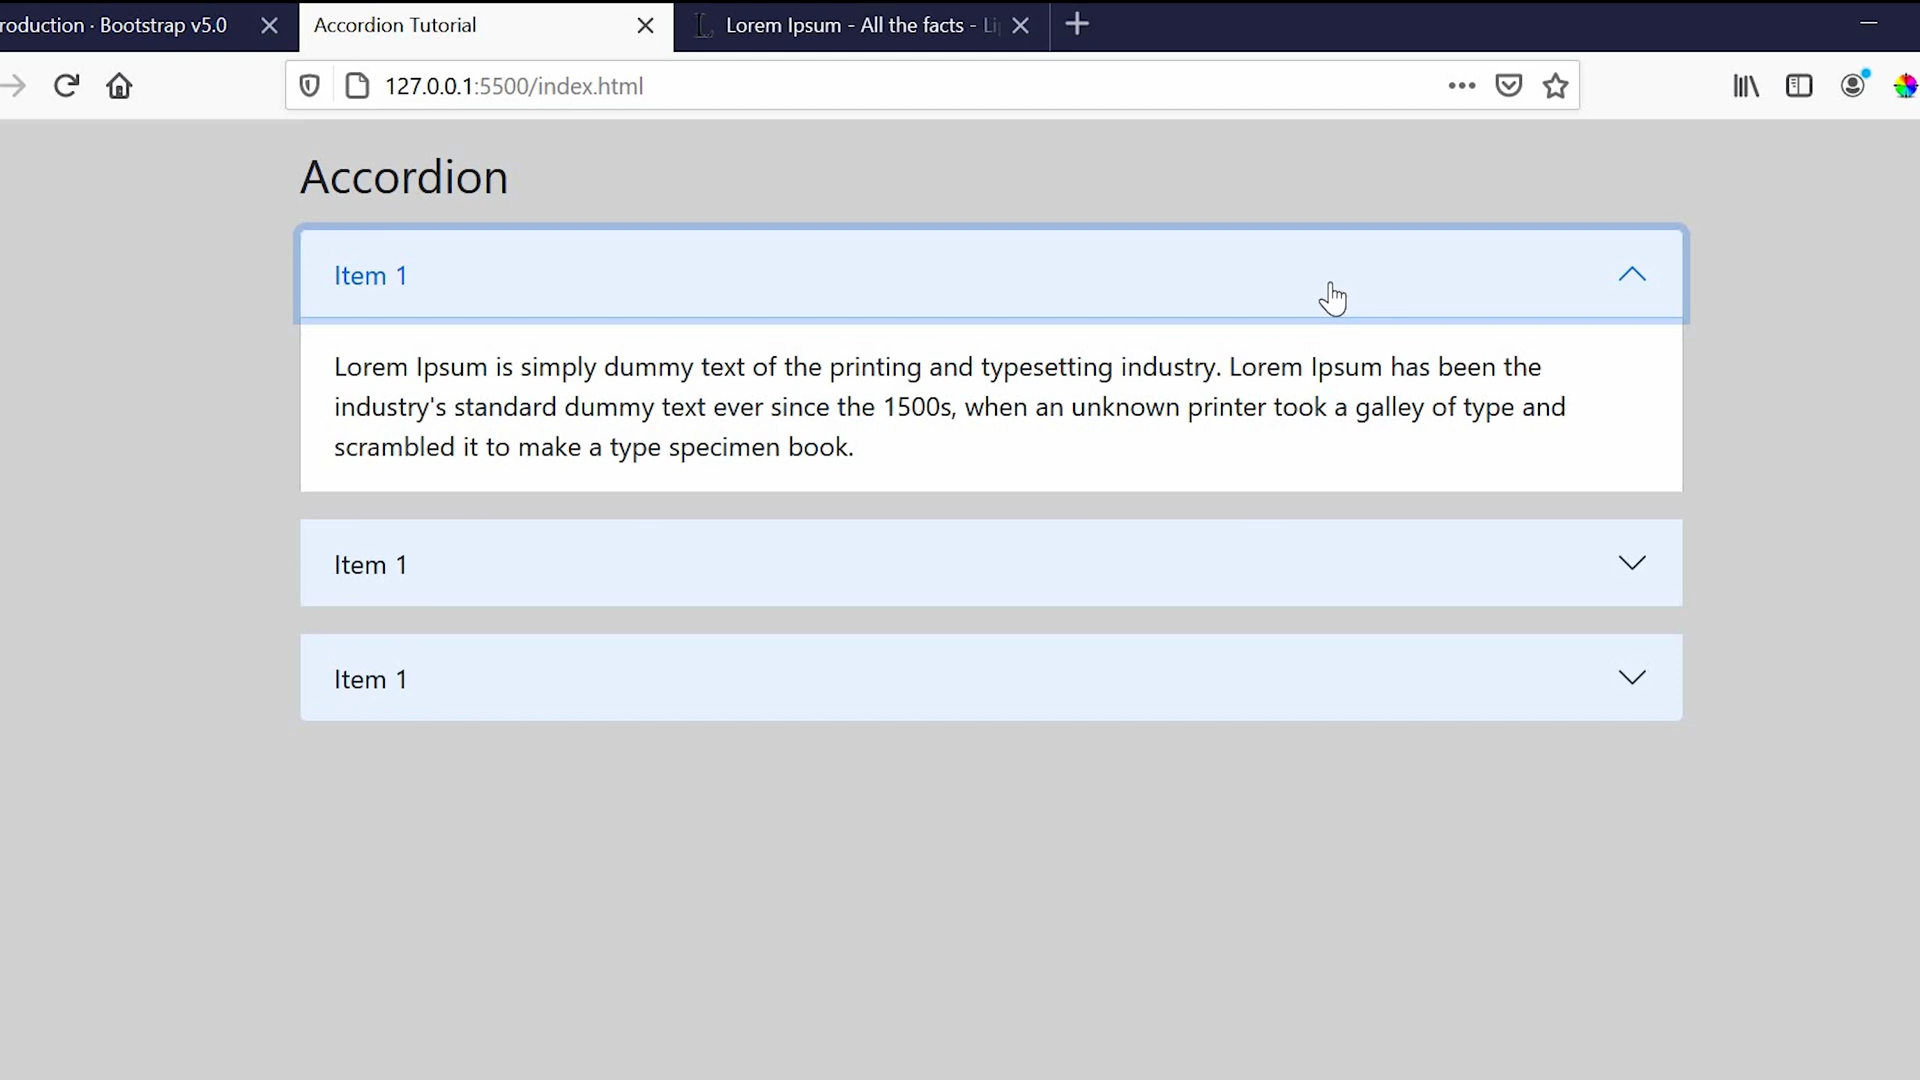 roduction · Bootstrap v5.0
Accordion Tutorial
Lorem Ipsum - All the facts -
127.0.0.1:5500/index.html
Accordion
Item 1
Lorem Ipsum is simply dummy text of the printing and typesetting industry. Lorem Ipsum has been the
industry's standard dummy text ever since the 1500s, when an unknown printer took a galley of type and
scrambled it to make a type specimen book.
Item 1
Item 1